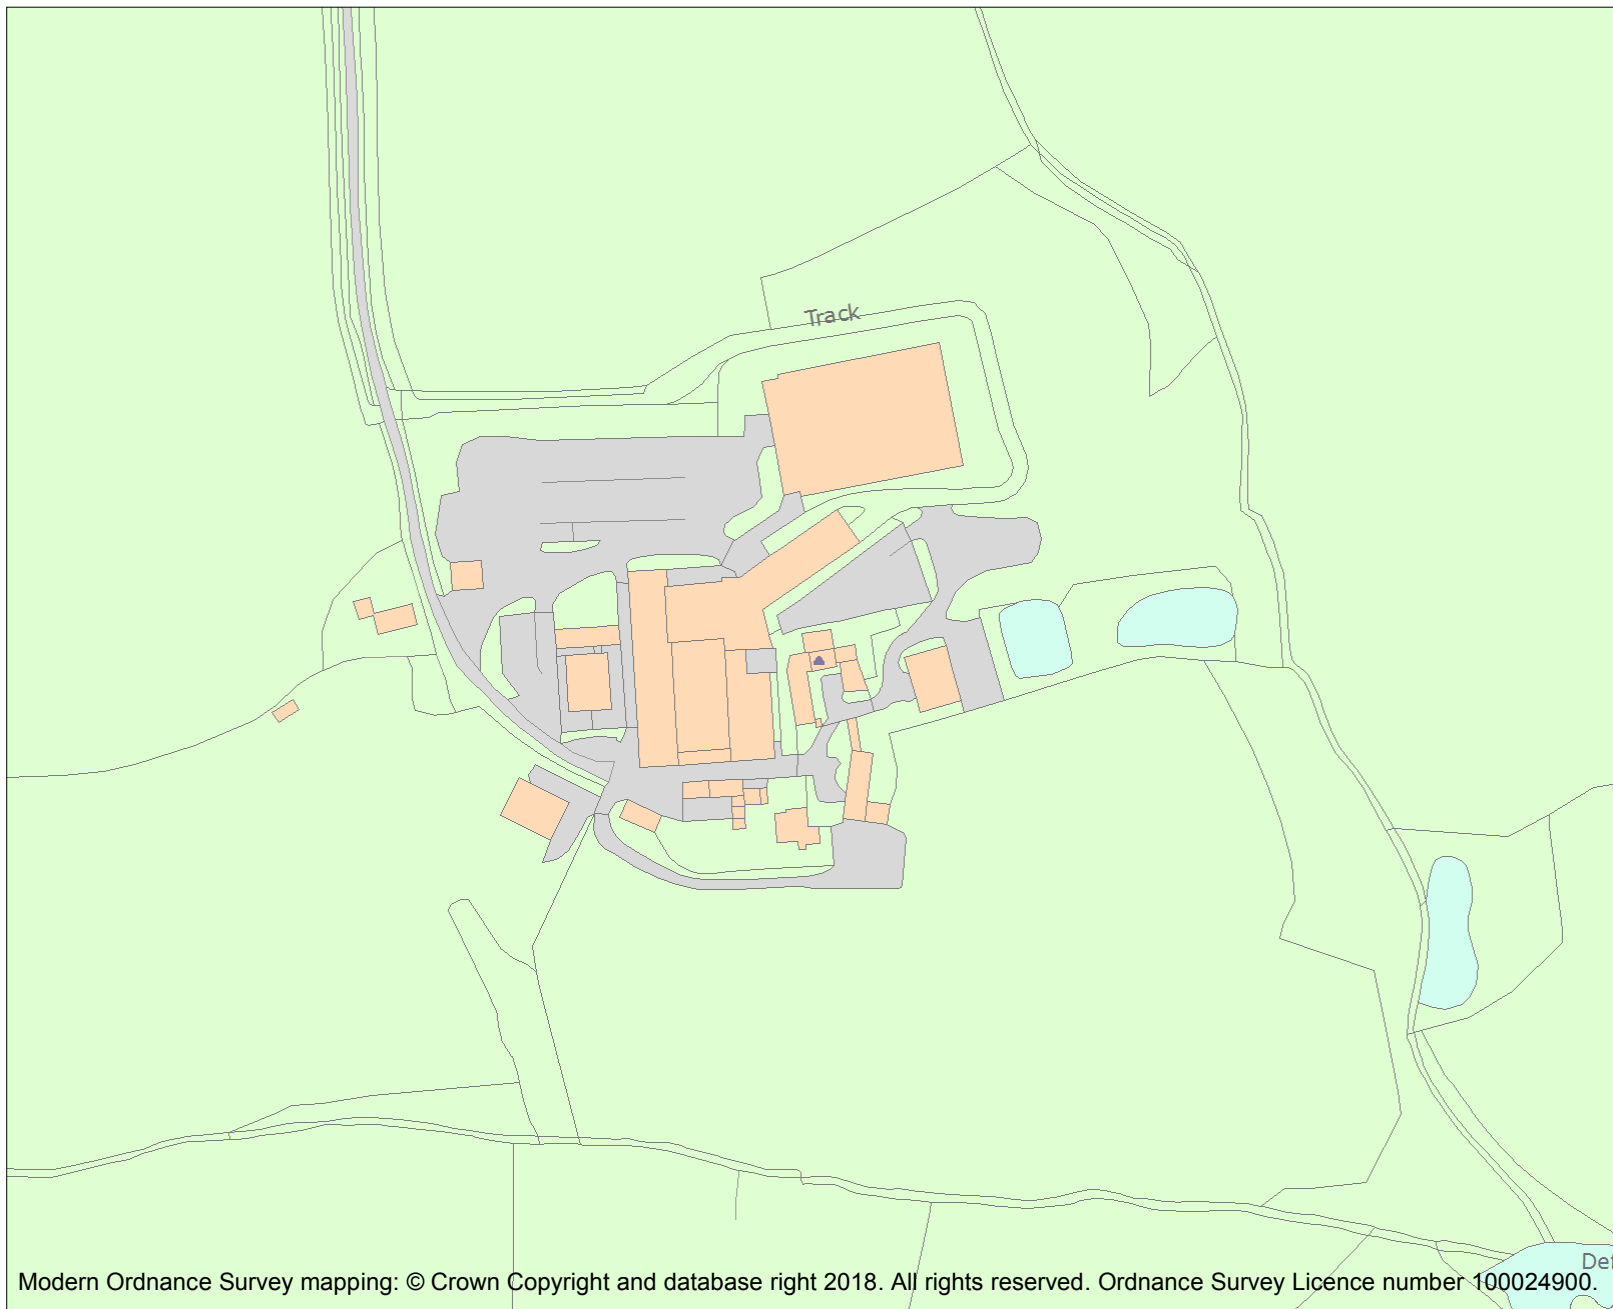 Track
Modern Ordnance Survey mapping: © Crown Copyright and database right 2018. All rights reserved. Ordnance Survey Licence number 100024900.